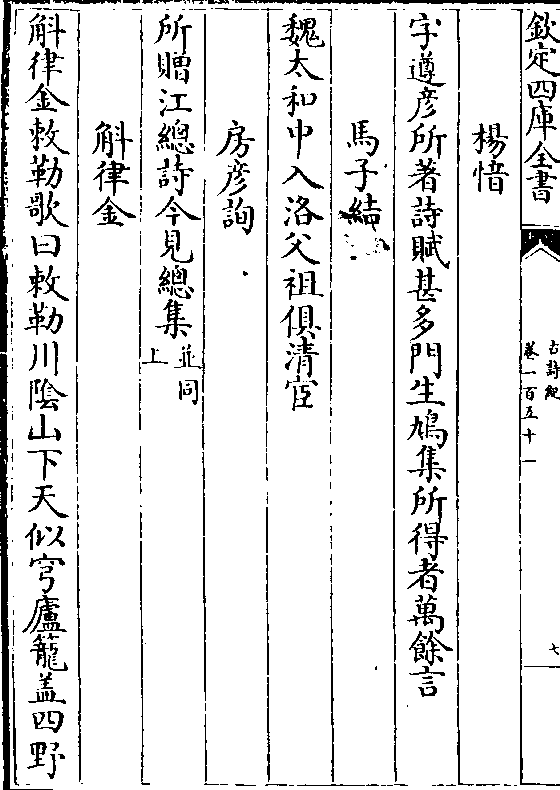 欽定四庫全書
古詩紀
卷一百五十一
七
楊愔
字遵彦所著詩賦甚多門生鳩集所得者萬餘言
馬子結
魏太和中入洛父祖俱清宦
房彦詢
所贈江總詩今見總集並同上
斛律金
斛律金敕勒歌曰敕勒川隂山下天似穹廬籠盖四野